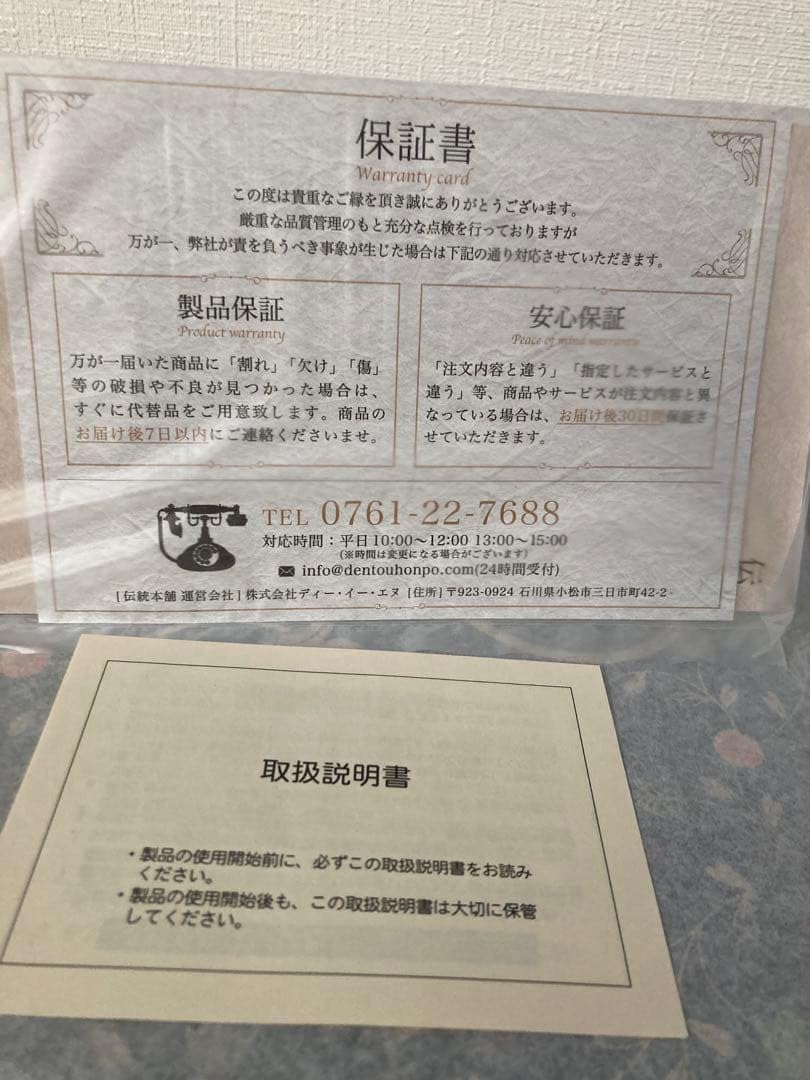 保証書
Warranty card
この度は貴重なご縁を頂き誠にありがとうございます。
厳重な品質管理のもと充分な点検を行っておりますが
万が一、弊社が責を負うべき事象が生じた場合は下記の通り対応させていただきます。
製品保証
Product warranty
万が一届いた商品に「割れ」「欠け」「傷」
等の破損や不良が見つかった場合は、
すぐに代替品をご用意致します。商品の
お届け後7日以内にご連絡くださいませ。
安心保証
Peace of mind warranty
「注文内容と違う」「指定したサービスと
違う」等、商品やサービスが注文内容と異
なっている場合は、お届け後30日間保証さ
せていただきます。
TEL 0761-22-7688
対応時間：平日10:00～12:00 13:00～15:00
(※時間は変更になる場合がございます)
info@dentouhonpo.com(24時間受付)
[伝統本舗 運営会社] 株式会社ディー・イー・エヌ [住所]〒923-0924 石川県小松市三日市町42-2
取扱説明書
・製品の使用開始前に、必ずこの取扱説明書をお読み
ください。
・製品の使用開始後も、この取扱説明書は大切に保管
してください。